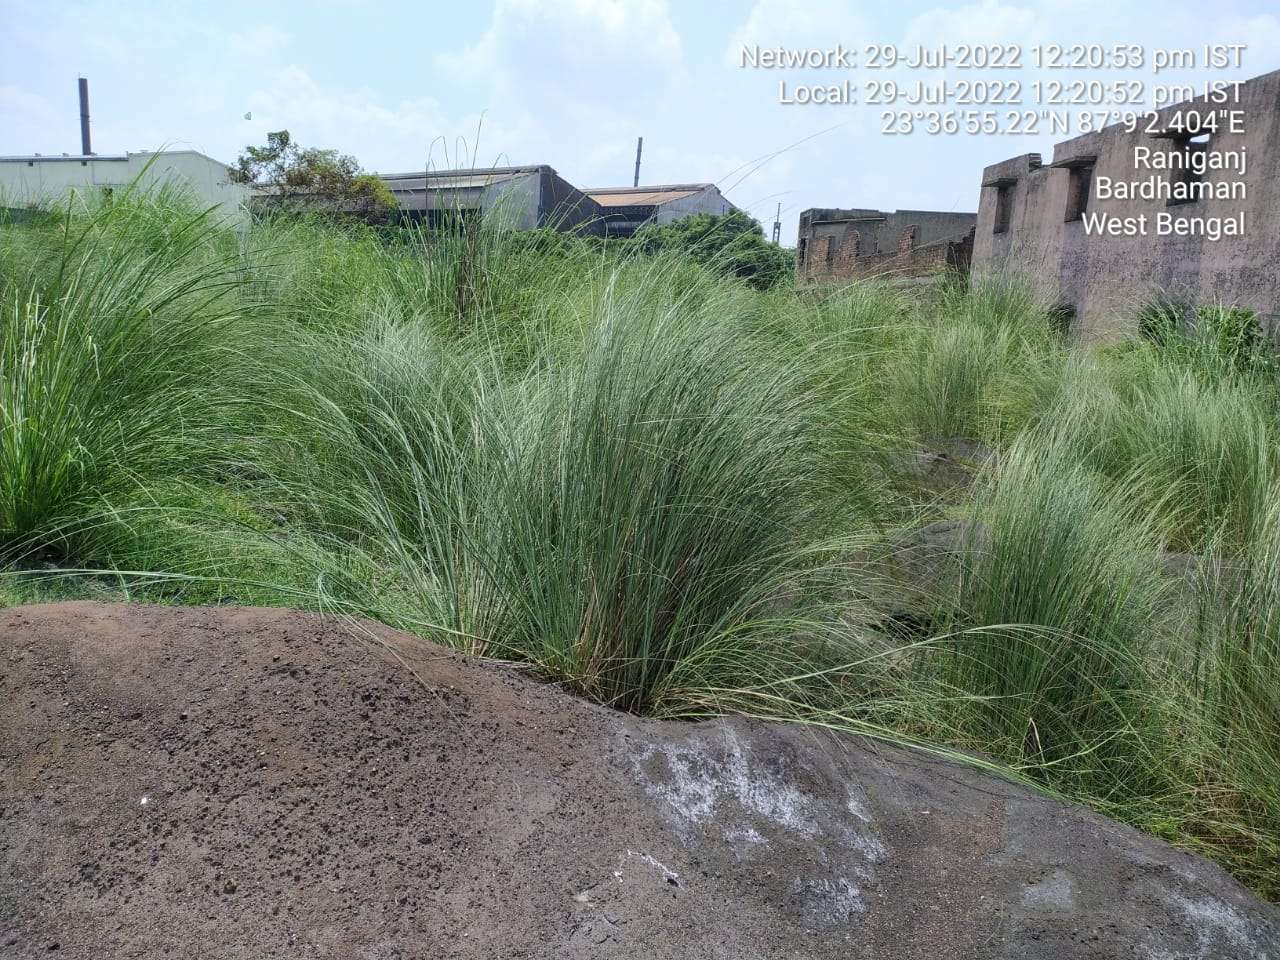 Network: 29-Jul-2022 12:20:53 pm IST
Local: 29-Jul-2022 12:20:52 pm IST
23°36'55.22"N 87°9'2.404"E
Raniganj
Bardhaman
West Bengal